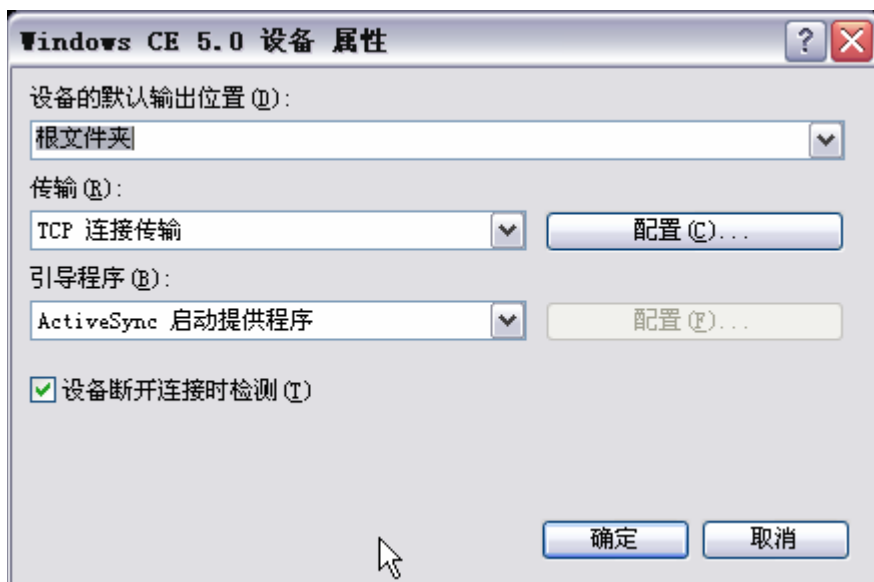 Windows CE 5.0 设备 属性
设备的默认输出位置(D):
根文件夹
传输(R):
TCP 连接传输
配置(C)...
引导程序(B):
ActiveSync 启动提供程序
配置(F)...
设备断开连接时检测(T)
确定
取消